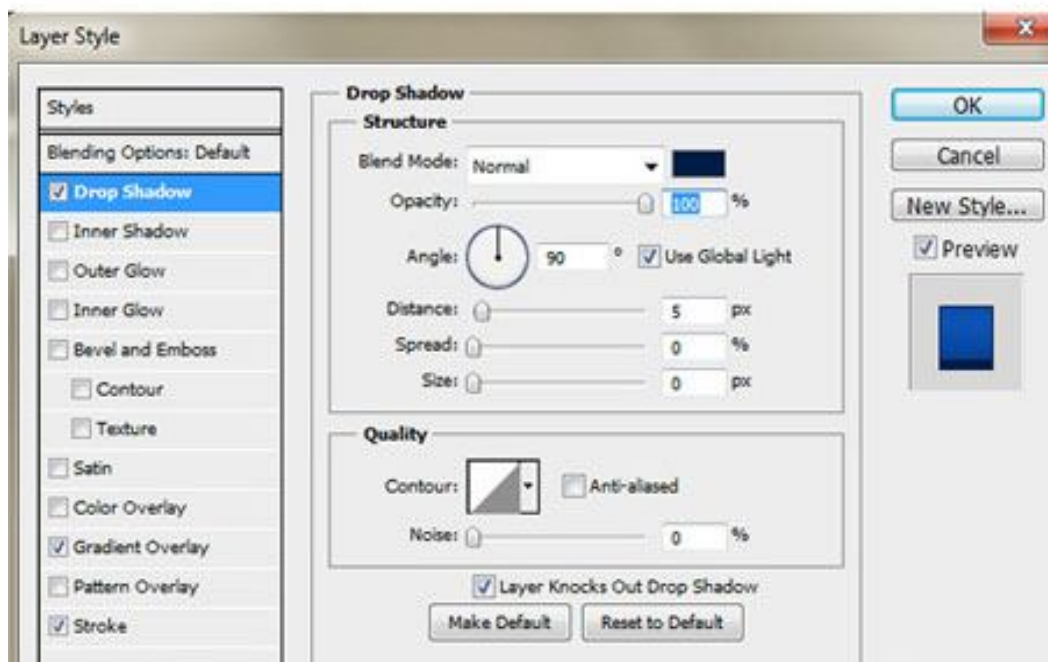 Layer Style
Styles
Blending Options: Default
Drop Shadow
Inner Shadow
Outer Glow
Inner Glow
Bevel and Emboss
Contour
Texture
Satin
Color Overlay
Gradient Overlay
Pattern Overlay
Stroke
Drop Shadow
Structure
Blend Mode: Normal
Opacity: 100 %
Angle: 90 ° Use Global Light
Distance: 5 px
Spread: 0 %
Size: 0 px
Quality
Contour: Anti-aliased
Noise: 0 %
Layer Knocks Out Drop Shadow
Make Default Reset to Default
OK
Cancel
New Style...
Preview